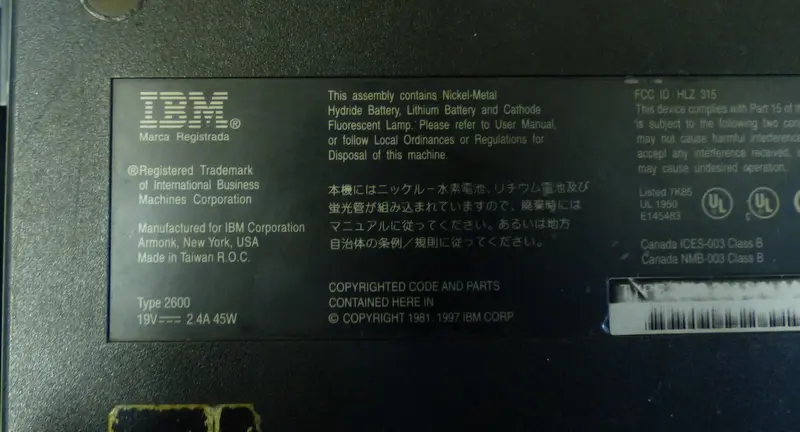 IBM®
Marca Registrada
®Registered Trademark
of International Business
Machines Corporation
Manufactured for IBM Corporation
Armonk, New York, USA
Made in Taiwan R.O.C.
Type 2600
19V⎓ 2.4A 45W
This assembly contains Nickel-Metal
Hydride Battery, Lithium Battery and Cathode
Fluorescent Lamp. Please refer to User Manual,
or follow Local Ordinances or Regulations for
Disposal of this machine.
本機にはニッケル－水素電池、リチウム電池及び
蛍光管が組み込まれていますので、廃棄時には
マニュアルに従ってください。あるいは地方
自治体の条例／規則に従ってください。
COPYRIGHTED CODE AND PARTS
CONTAINED HERE IN
© COPYRIGHT 1981, 1997 IBM CORP
FCC ID HLZ 315
This device complies with Part 15 of
is subject to the following two
may not cause harmful interference
accept any interference received,
may cause undesired operation.
Listed 7K85
UL 1950
E145483
UL
c UL
Canada ICES-003 Class B
Canada NMB-003 Class B